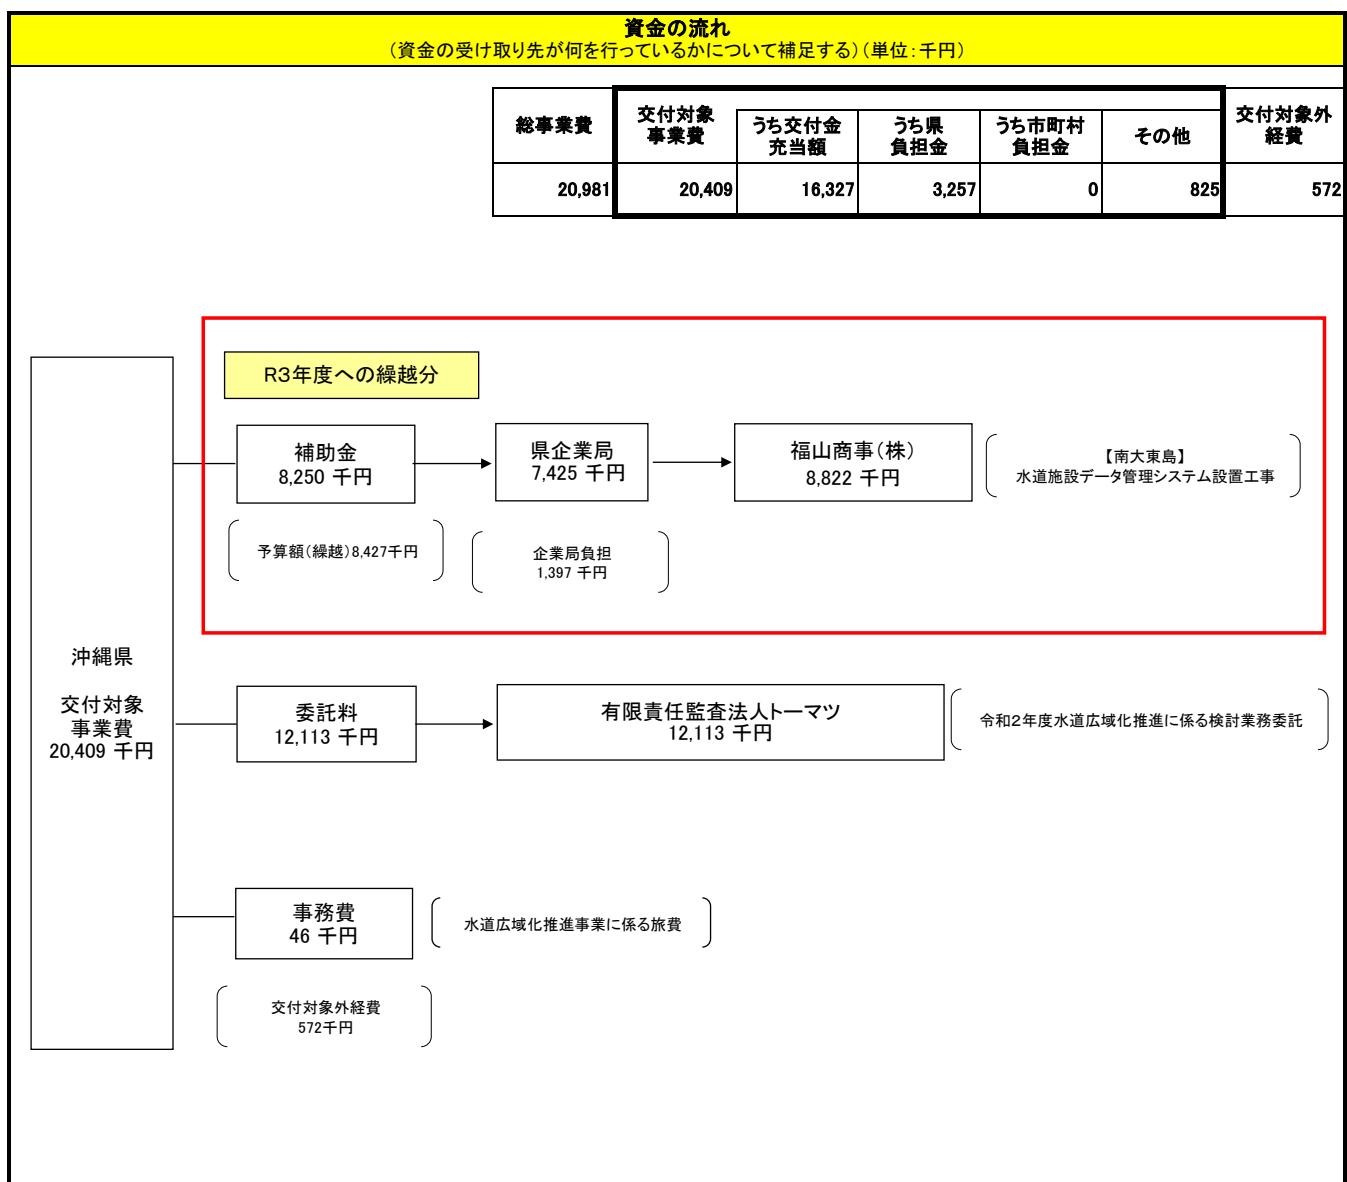 資金の流れ
（資金の受け取り先が何を行っているかについて補足する）（単位：千円）
総事業費
交付対象
事業費
うち交付金
充当額
うち県
負担金
うち市町村
負担金
その他
交付対象外
経費
20,981
20,409
16,327
3,257
0
825
572
R3年度への繰越分
補助金
8,250 千円
県企業局
7,425 千円
福山商事（株）
8,822 千円
【南大東島】
水道施設データ管理システム設置工事
予算額（繰越）8,427千円
企業局負担
1,397 千円
沖縄県
交付対象
事業費
20,409 千円
委託料
12,113 千円
有限責任監査法人トーマツ
12,113 千円
令和２年度水道広域化推進に係る検討業務委託
事務費
46 千円
水道広域化推進事業に係る旅費
交付対象外経費
572千円